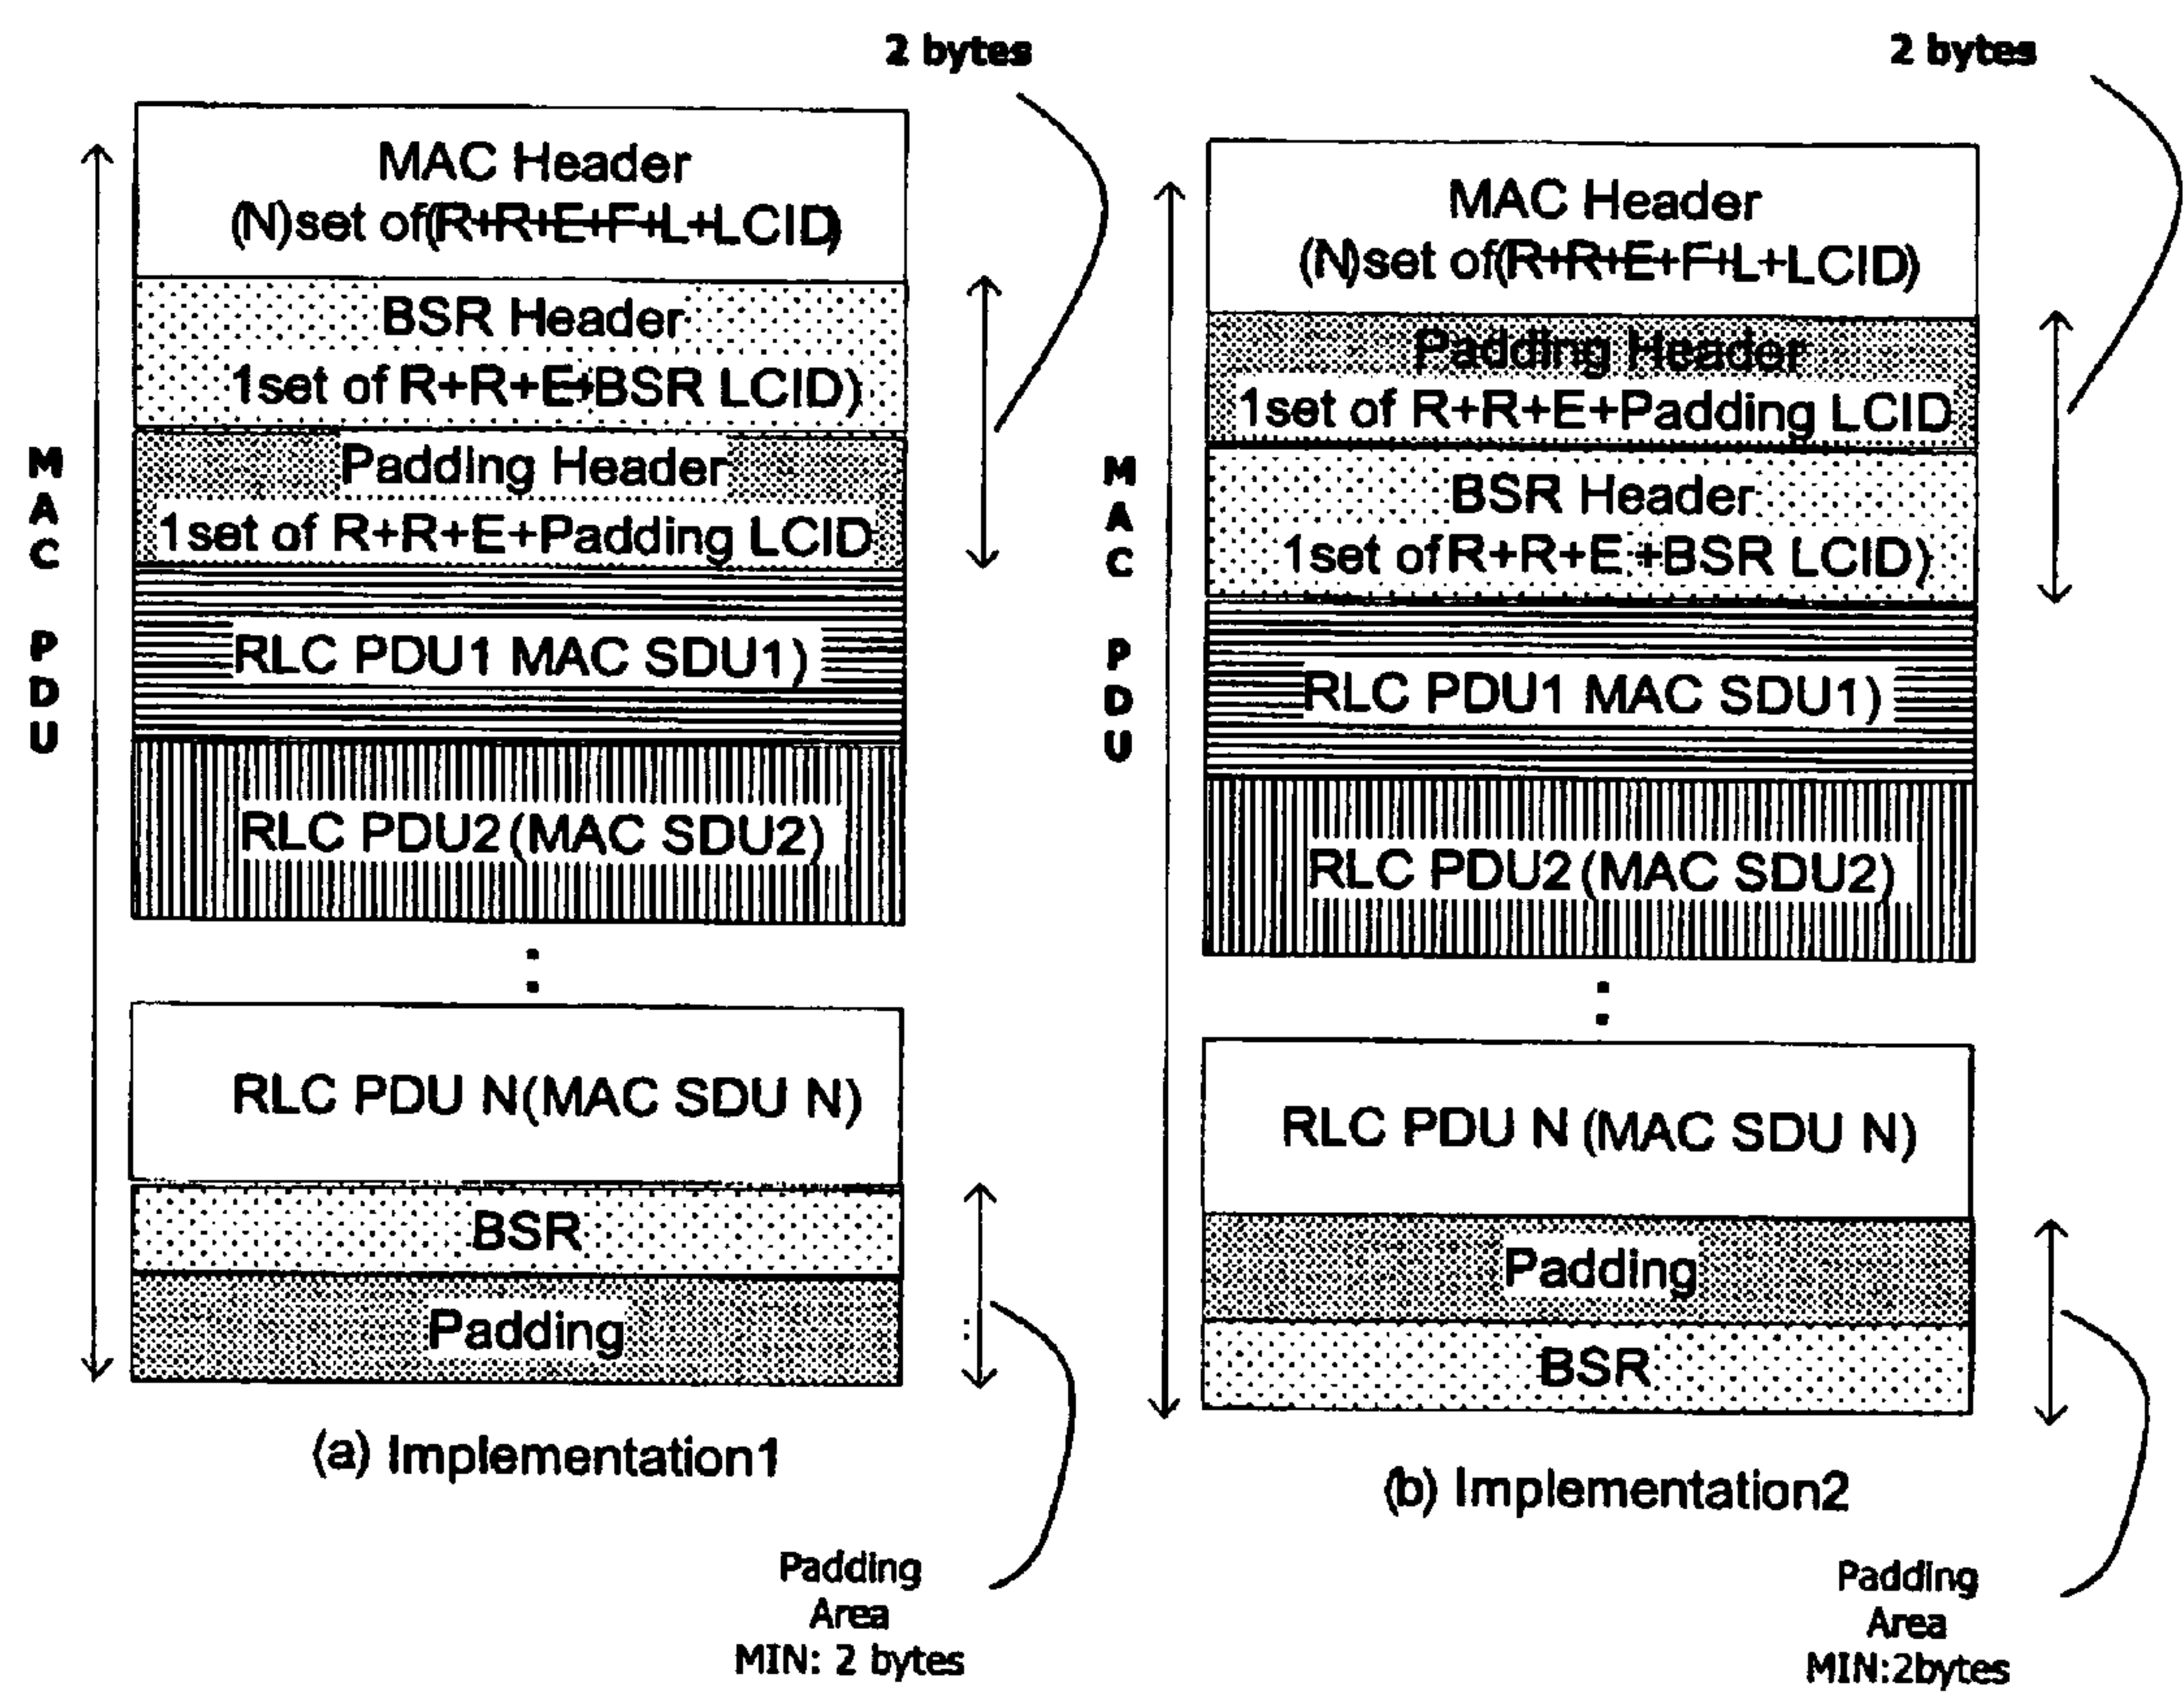 2 bytes
MAC Header
(N)set of(R+R+E+F+L+LCID)
BSR Header
1set of R+R+E+BSR LCID)
Padding Header
1set of R+R+E+Padding LCID
RLC PDU1 MAC SDU1)
RLC PDU2 (MAC SDU2)
:
RLC PDU N(MAC SDU N)
BSR
Padding
MAC PDU
(a) Implementation1
Padding
Area
MIN: 2 bytes
2 bytes
MAC Header
(N)set of(R+R+E+F+L+LCID)
Padding Header
1set of R+R+E+Padding LCID
BSR Header
1set of R+R+E+BSR LCID)
RLC PDU1 MAC SDU1)
RLC PDU2 (MAC SDU2)
:
RLC PDU N (MAC SDU N)
Padding
BSR
MAC PDU
(b) Implementation2
Padding
Area
MIN:2bytes